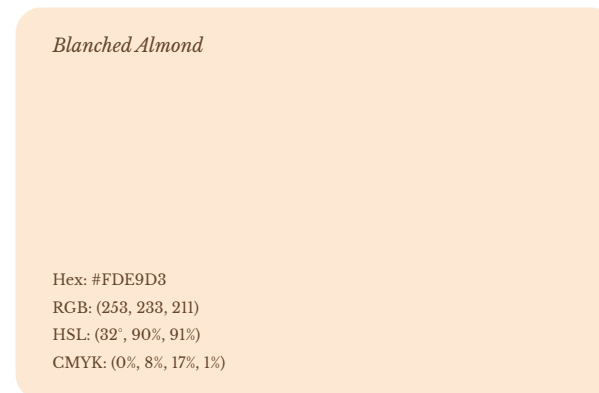 Blanched Almond
Hex: #FDE9D3
RGB: (253, 233, 211)
HSL: (32°, 90%, 91%)
CMYK: (0%, 8%, 17%, 1%)